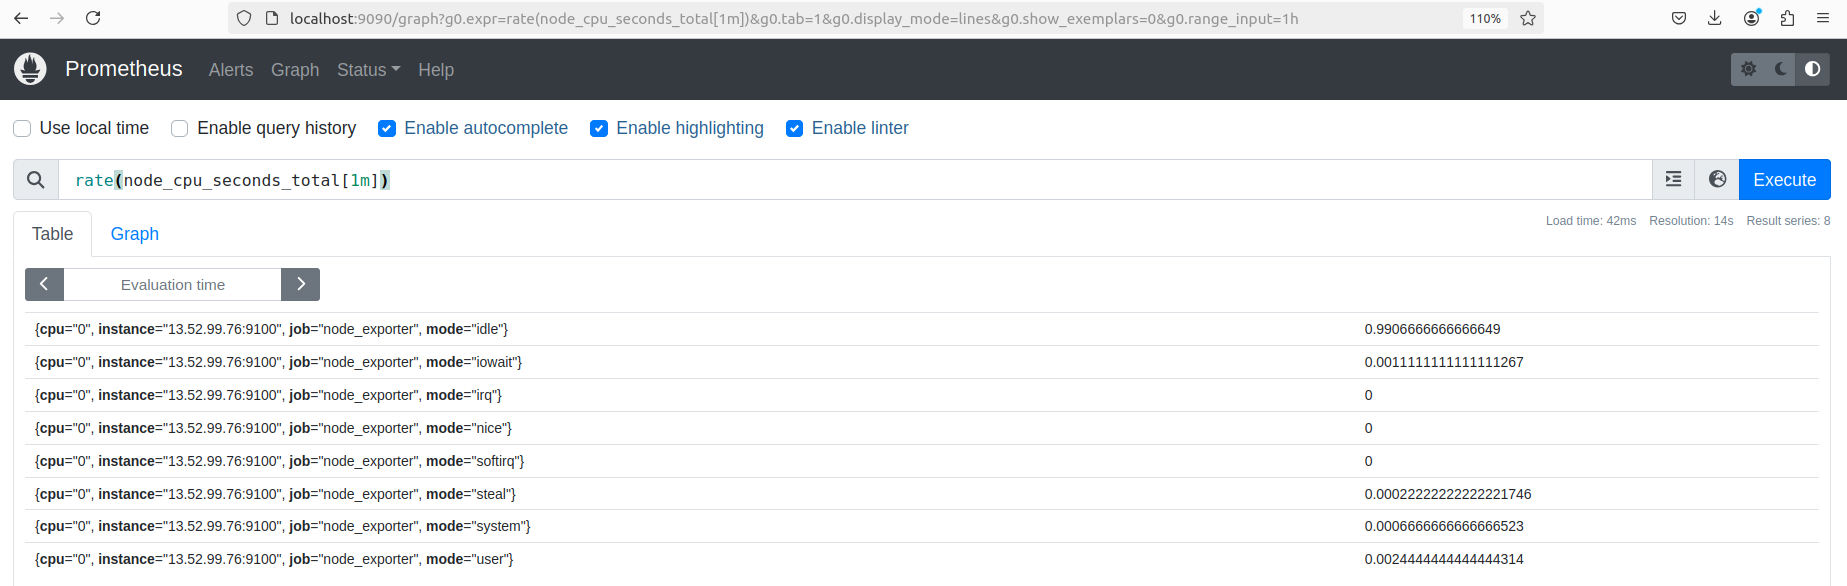 localhost:9090/graph?g0.expr=rate(node_cpu_seconds_total[1m])&g0.tab=1&g0.display_mode=lines&g0.show_exemplars=0&g0.range_input=1h 110%
Prometheus Alerts Graph Status Help
Use local time Enable query history Enable autocomplete Enable highlighting Enable linter
rate(node_cpu_seconds_total[1m]) Execute
Load time: 42ms Resolution: 14s Result series: 8
Table Graph
Evaluation time
{cpu="0", instance="13.52.99.76:9100", job="node_exporter", mode="idle"} 0.9906666666666649
{cpu="0", instance="13.52.99.76:9100", job="node_exporter", mode="iowait"} 0.0011111111111111267
{cpu="0", instance="13.52.99.76:9100", job="node_exporter", mode="irq"} 0
{cpu="0", instance="13.52.99.76:9100", job="node_exporter", mode="nice"} 0
{cpu="0", instance="13.52.99.76:9100", job="node_exporter", mode="softirq"} 0
{cpu="0", instance="13.52.99.76:9100", job="node_exporter", mode="steal"} 0.00022222222222221746
{cpu="0", instance="13.52.99.76:9100", job="node_exporter", mode="system"} 0.0006666666666666523
{cpu="0", instance="13.52.99.76:9100", job="node_exporter", mode="user"} 0.0024444444444444314